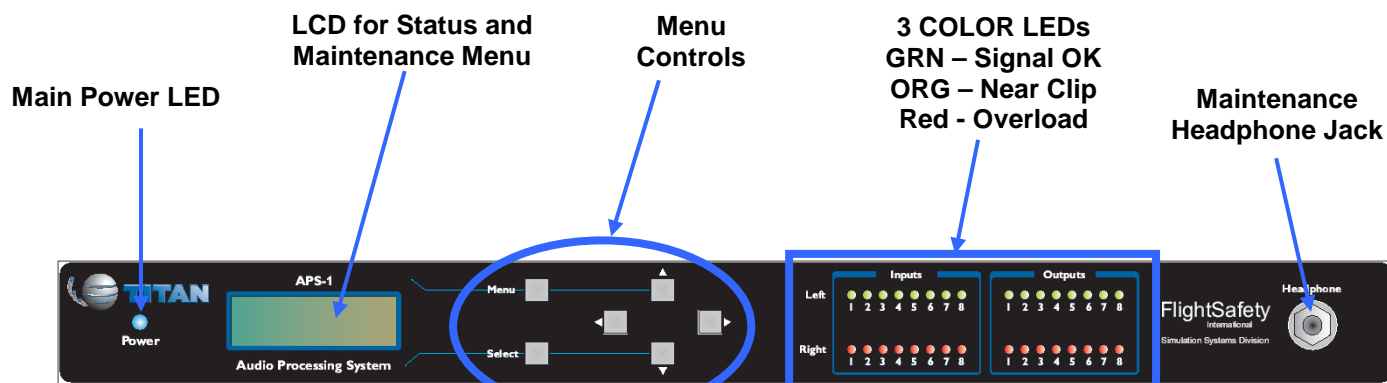 LCD for Status and
Maintenance Menu
Menu
Controls
3 COLOR LEDs
GRN – Signal OK
ORG – Near Clip
Red - Overload
Main Power LED
Maintenance
Headphone Jack
TITAN
Power
APS-1
Audio Processing System
Menu
Select
Inputs
Outputs
Left
1 2 3 4 5 6 7 8
1 2 3 4 5 6 7 8
Right
1 2 3 4 5 6 7 8
1 2 3 4 5 6 7 8
FlightSafety
International
Simulation Systems Division
Headphone